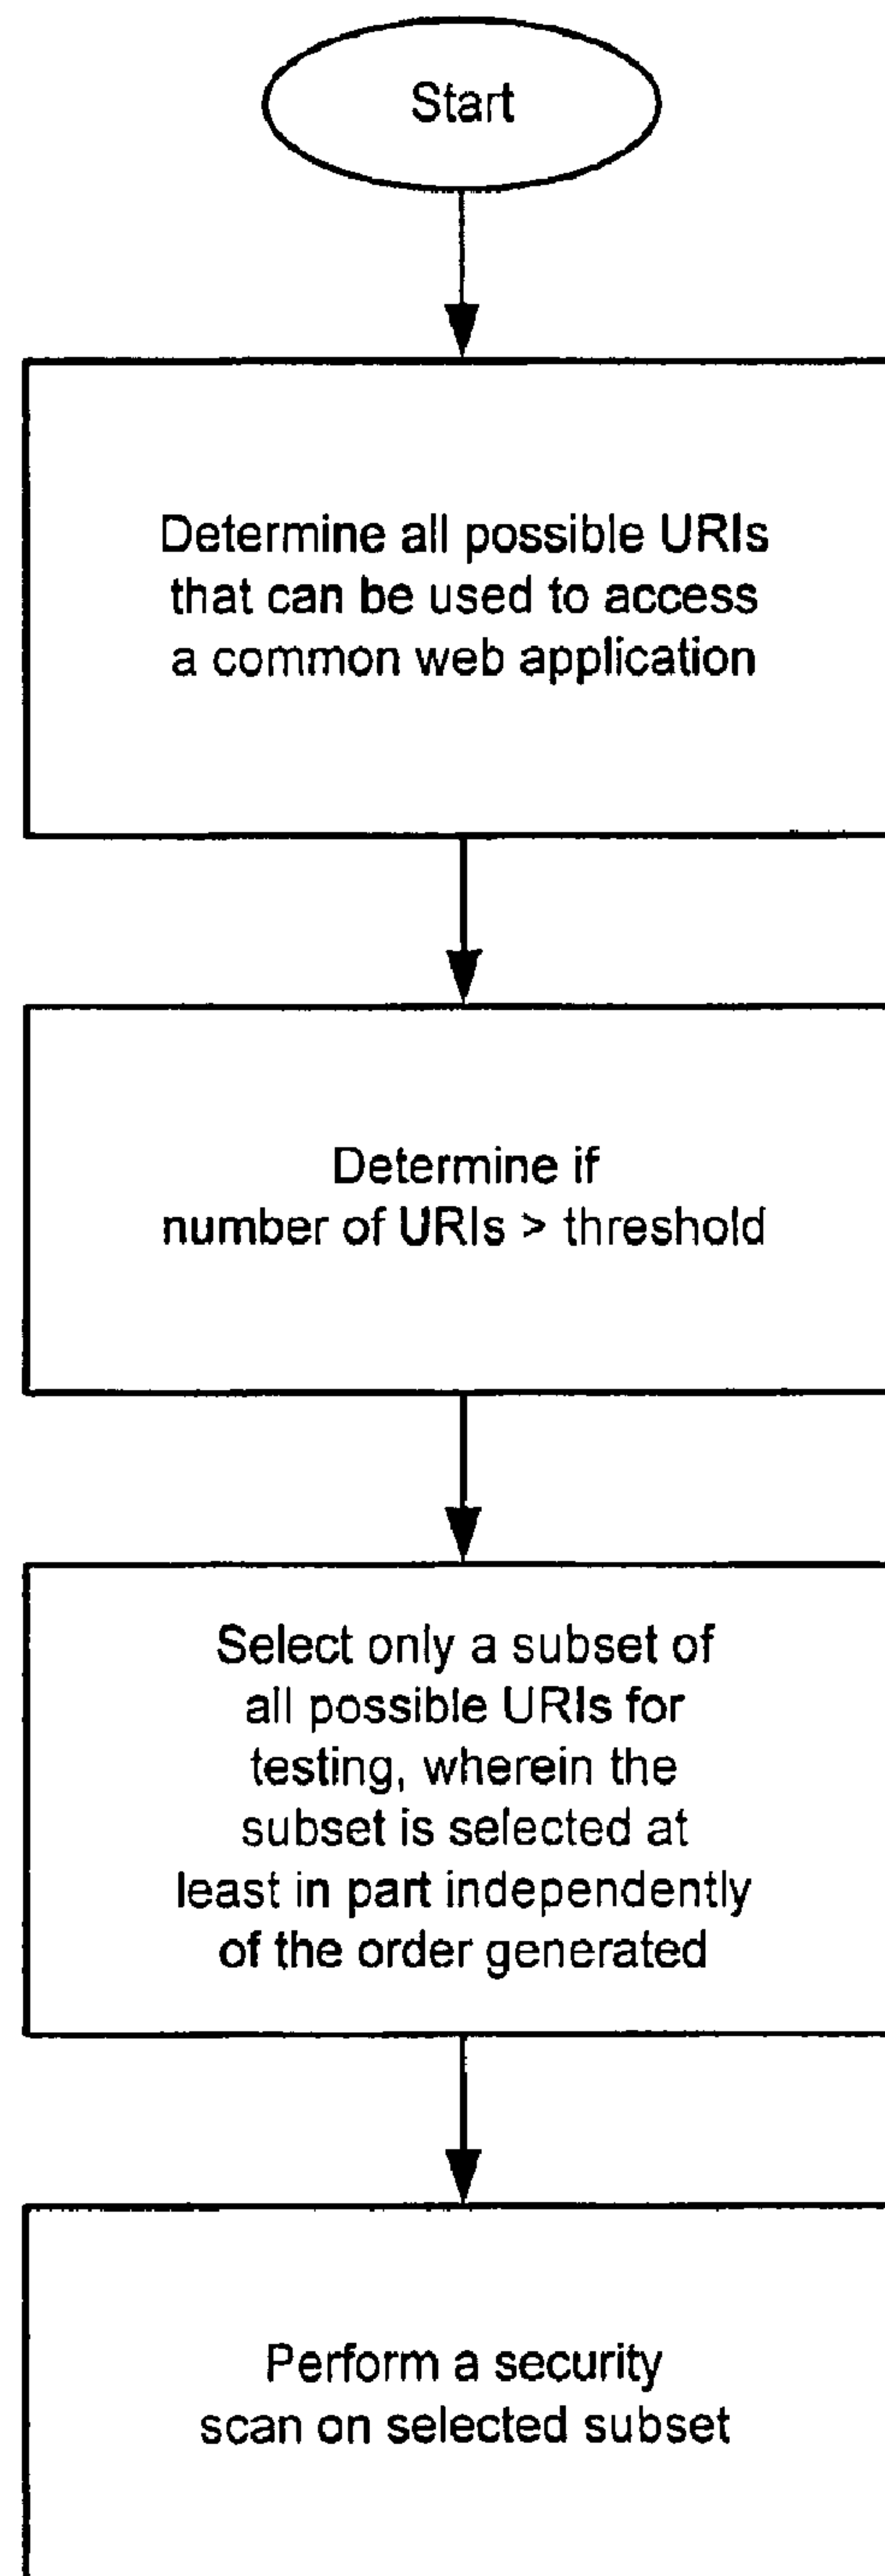 Start
Determine all possible URIs
that can be used to access
a common web application
Determine if
number of URIs > threshold
Select only a subset of
all possible URIs for
testing, wherein the
subset is selected at
least in part independently
of the order generated
Perform a security
scan on selected subset